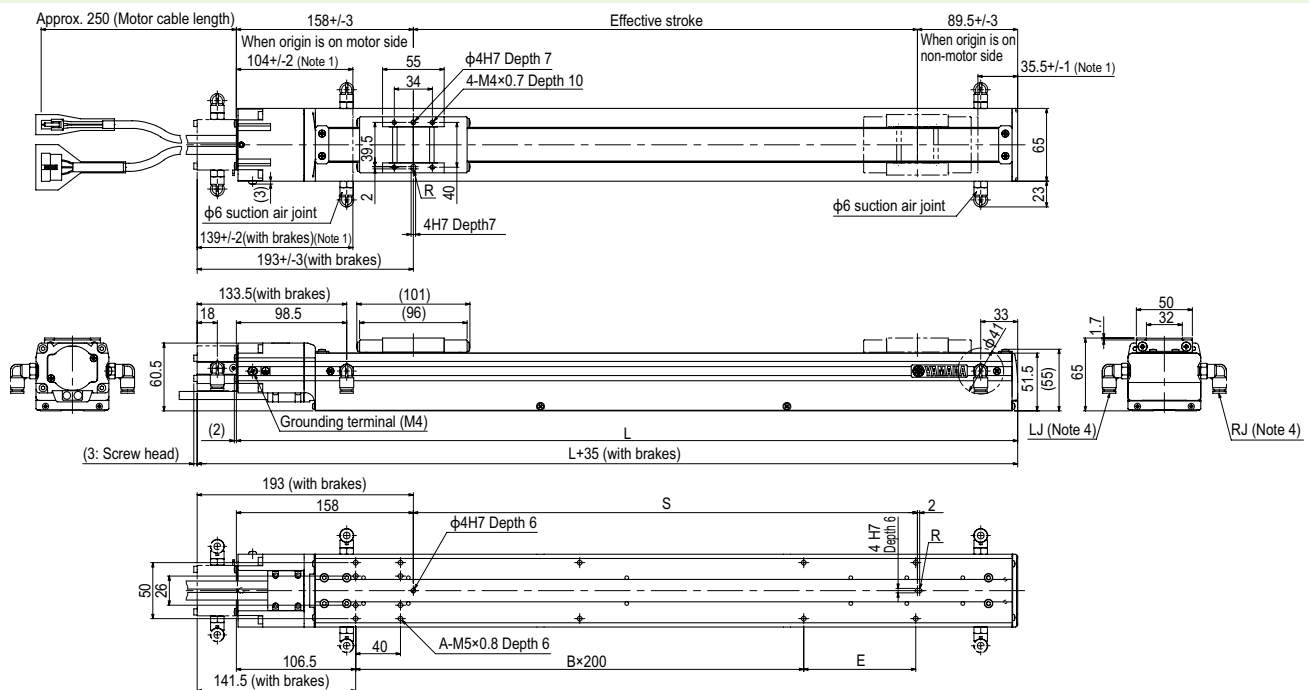 Approx. 250 (Motor cable length)
158+/-3
Effective stroke
89.5+/-3
When origin is on motor side
When origin is on
non-motor side
104+/-2 (Note 1)
55
34
φ4H7 Depth 7
4-M4×0.7 Depth 10
35.5+/-1 (Note 1)
39.5
2
R
40
65
23
(3)
φ6 suction air joint
4H7 Depth7
φ6 suction air joint
139+/-2(with brakes)(Note 1)
193+/-3(with brakes)
133.5(with brakes)
18
98.5
(101)
(96)
33
φ41
50
32
1.7
60.5
YAMAHA
51.5
(55)
65
Grounding terminal (M4)
(2)
L
LJ (Note 4)
RJ (Note 4)
(3: Screw head)
L+35 (with brakes)
193 (with brakes)
158
S
2
φ4H7 Depth 6
4 H7
Depth 6
R
50
26
40
A-M5×0.8 Depth 6
106.5
B×200
E
141.5 (with brakes)